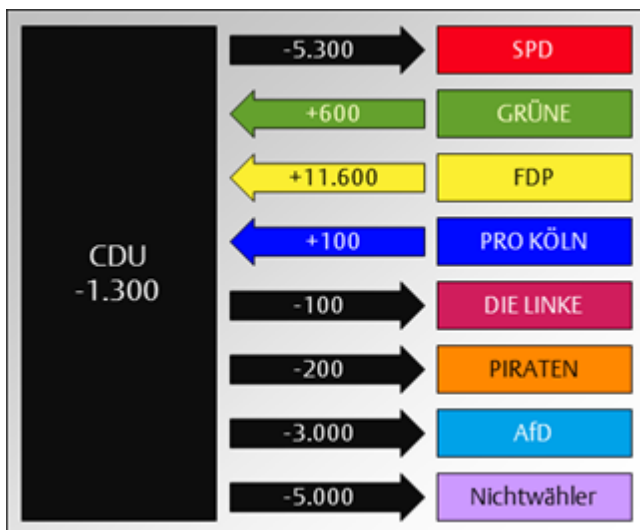 CDU
-1.300
-5.300 SPD
+600 GRÜNE
+11.600 FDP
+100 PRO KÖLN
-100 DIE LINKE
-200 PIRATEN
-3.000 AfD
-5.000 Nichtwähler